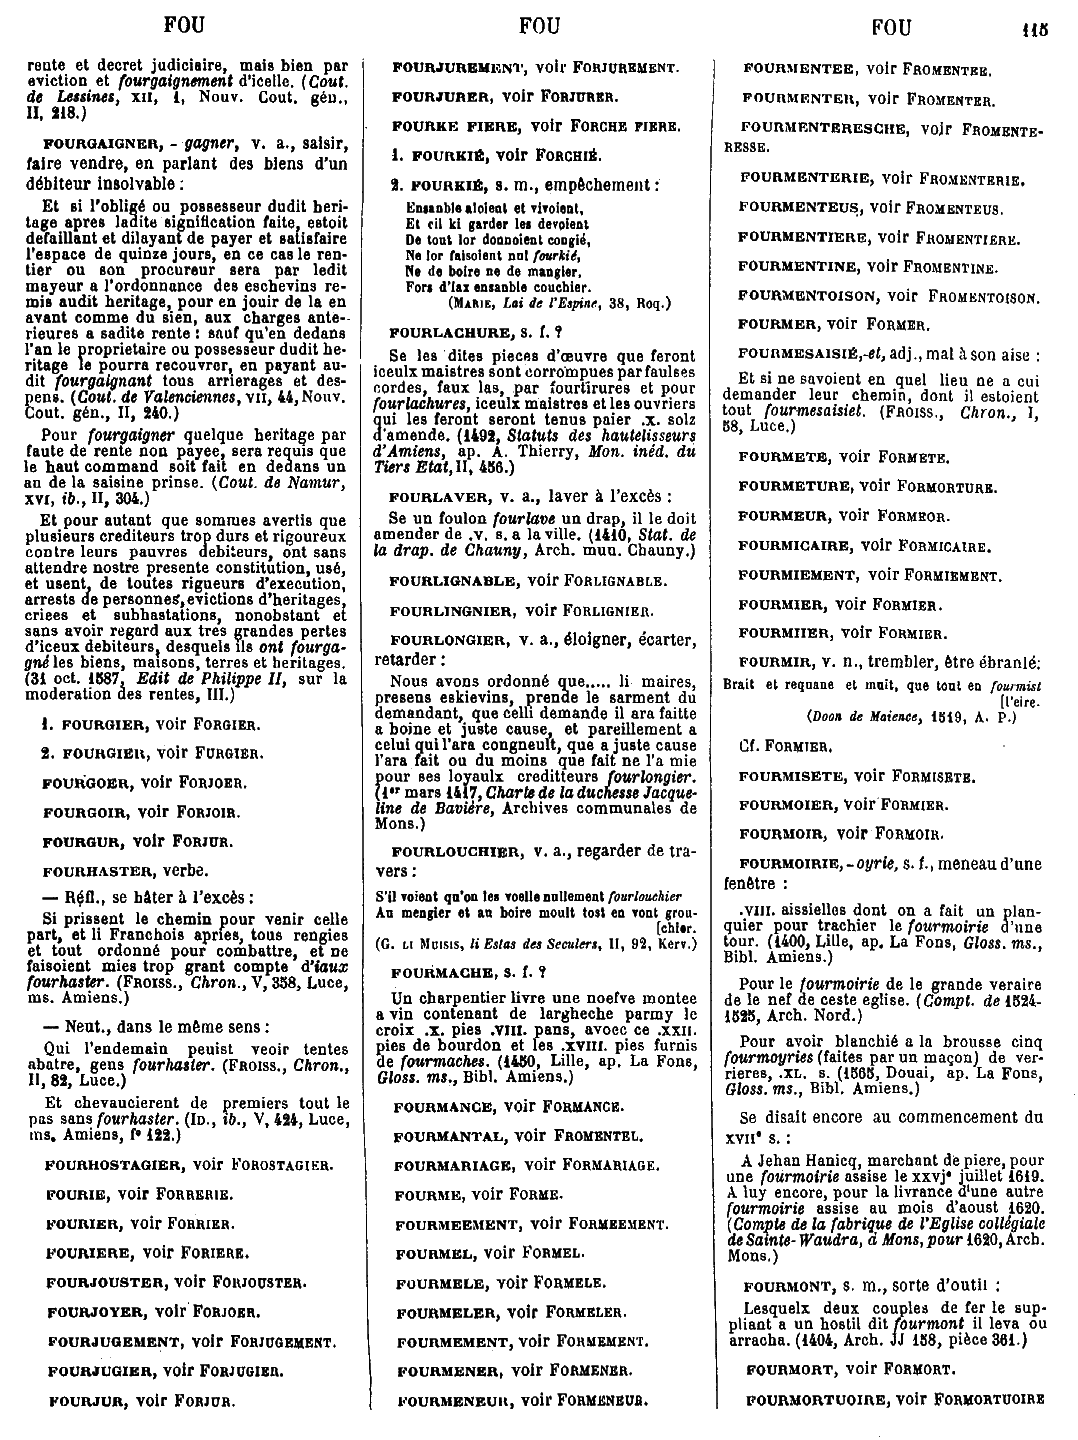 FOU
FOU
FOU
115
rente et decret judiciaire, mais bien par
eviction et fourgaignement d'icelle. (Cout.
de Lessines, XII, 1, Nouv. Cout. gén.,
II, 218.)
FOURGAIGNER, - gagner, v. a., saisir,
faire vendre, en parlant des biens d'un
débiteur insolvable :
Et si l'obligé ou possesseur dudit heri-
tage apres ladite signification faite, estoit
defaillant et dilayant de payer et satisfaire
l'espace de quinze jours, en ce cas le ren-
tier ou son procureur sera par ledit
mayeur a l'ordonnance des eschevins re-
mis audit heritage, pour en jouir de la en
avant comme du sien, aux charges ante-
rieures a sadite rente : sauf qu'en dedans
l'an le proprietaire ou possesseur dudit he-
ritage le pourra recouvrer, en payant au-
dit fourgaignant tous arrierages et des-
pens. (Cout. de Valenciennes, VII, 44, Nouv.
Cout. gén., II, 240.)
Pour fourgaigner quelque heritage par
faute de rente non payee, sera requis que
le haut command soit fait en dedans un
an de la saisine prinse. (Cout. de Namur,
XVI, ib., II, 304.)
Et pour autant que sommes avertis que
plusieurs crediteurs trop durs et rigoureux
contre leurs pauvres debiteurs, ont sans
attendre nostre presente constitution, usé,
et usent, de toutes rigueurs d'execution,
arrests de personnes, evictions d'heritages,
criees et subhastations, nonobstant et
sans avoir regard aux tres grandes pertes
d'iceux debiteurs, desquels ils ont fourga-
gné les biens, maisons, terres et heritages.
(31 oct. 1587, Edit de Philippe II, sur la
moderation des rentes, III.)
1. FOURGIER, voir FORGIER.
2. FOURGIER, voir FURGIER.
FOURGOER, voir FORJOER.
FOURGOIR, voir FORJOIR.
FOURGUR, voir FORJUR.
FOURHASTER, verbe.
— Réfl., se hâter à l'excès :
Si prissent le chemin pour venir celle
part, et li Franchois apries, tous rengies
et tout ordonné pour combattre, et ne
faisoient mies trop grant compte d'iaux
fourhaster. (FROISS., Chron., V, 358, Luce,
ms. Amiens.)
— Neut., dans le même sens :
Qui l'endemain peuist veoir tentes
abatre, gens fourhaster. (FROISS., Chron.,
II, 82, Luce.)
Et chevaucierent de premiers tout le
pas sans fourhaster. (ID., ib., V, 424, Luce,
ms. Amiens, f° 122.)
FOURHOSTAGIER, voir FOROSTAGIER.
FOURIE, voir FORRERIE.
FOURIER, voir FORRIER.
FOURIERE, voir FORIERE.
FOURJOUSTER, voir FORJOUSTER.
FOURJOYER, voir FORJOER.
FOURJUGEMENT, voir FORJUGEMENT.
FOURJUGIER, voir FORJUGIER.
FOURJUR, voir FORJUR.
FOURJUREMENT, voir FORJUREMENT.
FOURJURER, voir FORJURER.
FOURKE FIERE, voir FORCHE FIERE.
1. FOURKIÉ, voir FORCHIÉ.
2. FOURKIÉ, s. m., empêchement :
Ensanble aloient et vivoient,
Et cil ki garder les devoient
De tout lor donnoient congié,
Ne lor faisoient nul fourkié,
Ne de boire ne de mangier,
Fors d'iax ensanble couchier.
(MARIE, Lai de l'Espine, 38, Roq.)
FOURLACHURE, s. f. ?
Se les dites pieces d'œuvre que feront
iceulx maistres sont corrompues par faulses
cordes, faux las, par fourtirures et pour
fourlachures, iceulx maistres et les ouvriers
qui les feront seront tenus paier .x. solz
d'amende. (1492, Statuts des hautelisseurs
d'Amiens, ap. A. Thierry, Mon. inéd. du
Tiers Etat, II, 456.)
FOURLAVER, v. a., laver à l'excès :
Se un foulon fourlave un drap, il le doit
amender de .v. s. a la ville. (1410, Stat. de
la drap. de Chauny, Arch. mun. Chauny.)
FOURLIGNABLE, voir FORLIGNABLE.
FOURLINGNIER, voir FORLIGNIER.
FOURLONGIER, v. a., éloigner, écarter,
retarder :
Nous avons ordonné que..... li maires,
presens eskievins, prende le sarment du
demandant, que celli demande il ara faitte
a boine et juste cause, et pareillement a
celui qui l'ara congneult, que a juste cause
l'ara fait ou du moins que fait ne l'a mie
pour ses loyaulx creditteurs fourlongier.
(1er mars 1417, Charte de la duchesse Jacque-
line de Bavière, Archives communales de
Mons.)
FOURLOUCHIER, v. a., regarder de tra-
vers :
S'il voient qu'on les voelle nullement fourlouchier
Au mengier et au boire moult tost en vont grou-
[chier.
(G. LI MUISIS, li Estas des Seculers, II, 92, Kerv.)
FOURMACHE, s. f. ?
Un charpentier livre une noefve montee
a vin contenant de largheche parmy le
croix .X. pies .VIII. pans, avoec ce .XXII.
pies de bourdon et les .XVIII. pies furnis
de fourmaches. (1450, Lille, ap. La Fons,
Gloss. ms., Bibl. Amiens.)
FOURMANCE, voir FORMANCE.
FOURMANTAL, voir FROMENTEL.
FOURMARIAGE, voir FORMARIAGE.
FOURME, voir FORME.
FOURMEEMENT, voir FORMEEMENT.
FOURMEL, voir FORMEL.
FOURMELE, voir FORMELE.
FOURMELER, voir FORMELER.
FOURMEMENT, voir FORMEMENT.
FOURMENER, voir FORMENER.
FOURMENEUR, voir FORMENEUR.
FOURMENTEE, voir FROMENTEE.
FOURMENTER, voir FROMENTER.
FOURMENTERESCHE, voir FROMENTE-
RESSE.
FOURMENTERIE, voir FROMENTERIE.
FOURMENTEUS, voir FROMENTEUS.
FOURMENTIERE, voir FROMENTIERE.
FOURMENTINE, voir FROMENTINE.
FOURMENTOISON, voir FROMENTOISON.
FOURMER, voir FORMER.
FOURMESAISIÉ, -et, adj., mal à son aise :
Et si ne savoient en quel lieu ne a cui
demander leur chemin, dont il estoient
tout fourmesaisiet. (FROISS., Chron., I,
58, Luce.)
FOURMETE, voir FORMETE.
FOURMETURE, voir FORMORTURE.
FOURMEUR, voir FORMEOR.
FOURMICAIRE, voir FORMICAIRE.
FOURMIEMENT, voir FORMIEMENT.
FOURMIER, voir FORMIER.
FOURMIIER, voir FORMIER.
FOURMIR, v. n., trembler, être ébranlé:
Brait et requane et muit, que tout en fourmist
[l'eire.
(Doon de Maience, 1519, A. P.)
Cf. FORMIER.
FOURMISETE, voir FORMISETE.
FOURMOIER, voir FORMIER.
FOURMOIR, voir FORMOIR.
FOURMOIRIE, - oyrie, s. f., meneau d'une
fenêtre :
.VIII. aissielles dont on a fait un plan-
quier pour trachier le fourmoirie d'une
tour. (1400, Lille, ap. La Fons, Gloss. ms.,
Bibl. Amiens.)
Pour le fourmoirie de le grande veraire
de le nef de ceste eglise. (Compt. de 1524-
1525, Arch. Nord.)
Pour avoir blanchié a la brousse cinq
fourmoyries (faites par un maçon) de ver-
rieres, .XL. s. (1565, Douai, ap. La Fons,
Gloss. ms., Bibl. Amiens.)
Se disait encore au commencement du
XVIIe s. :
A Jehan Hanicq, marchant de piere, pour
une fourmoirie assise le xxvje juillet 1619.
A luy encore, pour la livrance d'une autre
fourmoirie assise au mois d'aoust 1620.
(Compte de la fabrique de l'Eglise collégiale
de Sainte-Waudra, à Mons, pour 1620, Arch.
Mons.)
FOURMONT, s. m., sorte d'outil :
Lesquelx deux couples de fer le sup-
pliant a un hostil dit fourmont il leva ou
arracha. (1404, Arch. JJ 158, pièce 361.)
FOURMORT, voir FORMORT.
FOURMORTUOIRE, voir FORMORTUOIRE